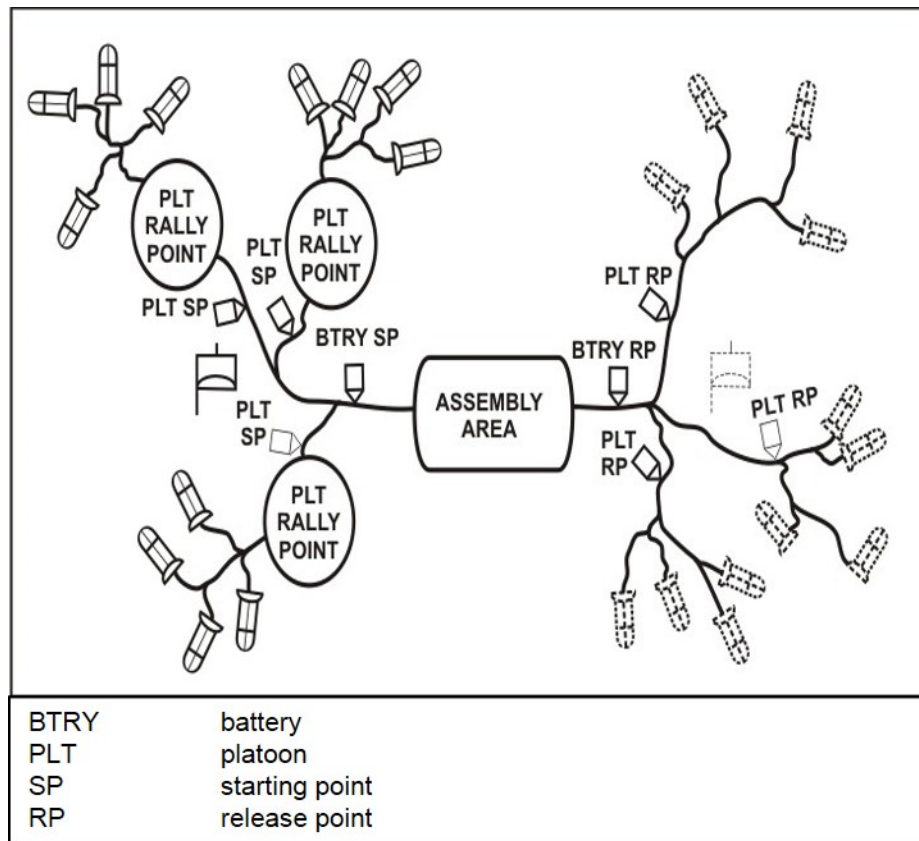 PLT
RALLY
POINT
PLT
RALLY
POINT
PLT
SP
PLT SP
BTRY SP
PLT
SP
PLT
RALLY
POINT
ASSEMBLY
AREA
PLT RP
BTRY RP
PLT RP
PLT
RP
BTRY battery
PLT platoon
SP starting point
RP release point